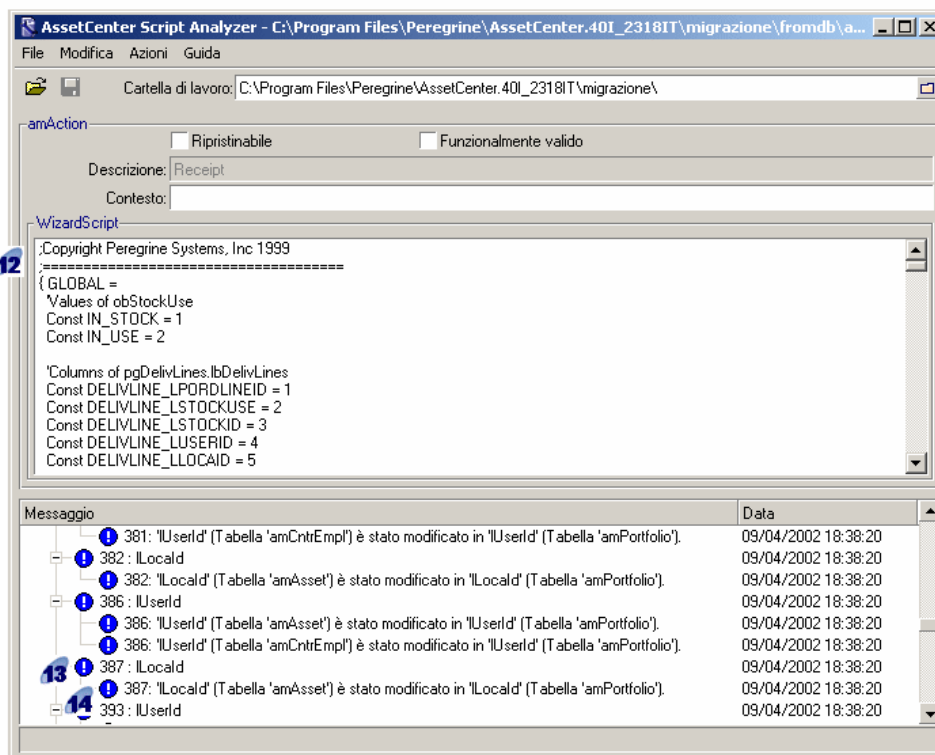 AssetCenter Script Analyzer - C:\Program Files\Peregrine\AssetCenter.40I_2318IT\migrazione\fromdb\a...
File Modifica Azioni Guida
Cartella di lavoro: C:\Program Files\Peregrine\AssetCenter.40I_2318IT\migrazione\
amAction
Ripristinabile Funzionalmente valido
Descrizione: Receipt
Contesto:
WizardScript
12
;Copyright Peregrine Systems, Inc 1999
;=====================================
{ GLOBAL =
'Values of obStockUse
Const IN_STOCK = 1
Const IN_USE = 2
'Columns of pgDelivLines.lbDelivLines
Const DELIVLINE_LPORDLINEID = 1
Const DELIVLINE_LSTOCKUSE = 2
Const DELIVLINE_LSTOCKID = 3
Const DELIVLINE_LUSERID = 4
Const DELIVLINE_LLOCAID = 5
Messaggio Data
381: 'lUserId' (Tabella 'amCntrEmpl') è stato modificato in 'lUserId' (Tabella 'amPortfolio'). 09/04/2002 18:38:20
382 : lLocaId 09/04/2002 18:38:20
382: 'lLocaId' (Tabella 'amAsset') è stato modificato in 'lLocaId' (Tabella 'amPortfolio'). 09/04/2002 18:38:20
386 : lUserId 09/04/2002 18:38:20
386: 'lUserId' (Tabella 'amAsset') è stato modificato in 'lUserId' (Tabella 'amPortfolio'). 09/04/2002 18:38:20
386: 'lUserId' (Tabella 'amCntrEmpl') è stato modificato in 'lUserId' (Tabella 'amPortfolio'). 09/04/2002 18:38:20
13 387 : lLocaId 09/04/2002 18:38:20
387: 'lLocaId' (Tabella 'amAsset') è stato modificato in 'lLocaId' (Tabella 'amPortfolio'). 09/04/2002 18:38:20
14 393 : lUserId 09/04/2002 18:38:20